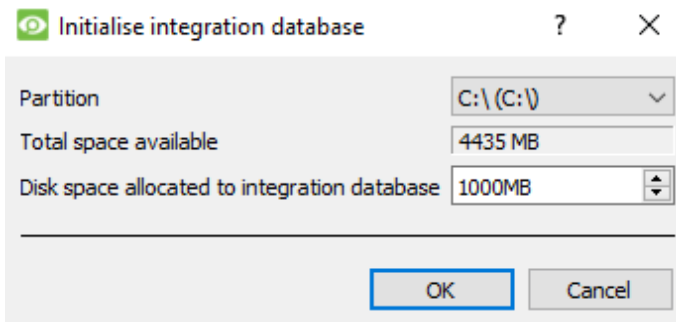 Initialise integration database ?
Partition C:\ (C:\)
Total space available 4435 MB
Disk space allocated to integration database 1000MB
OK Cancel